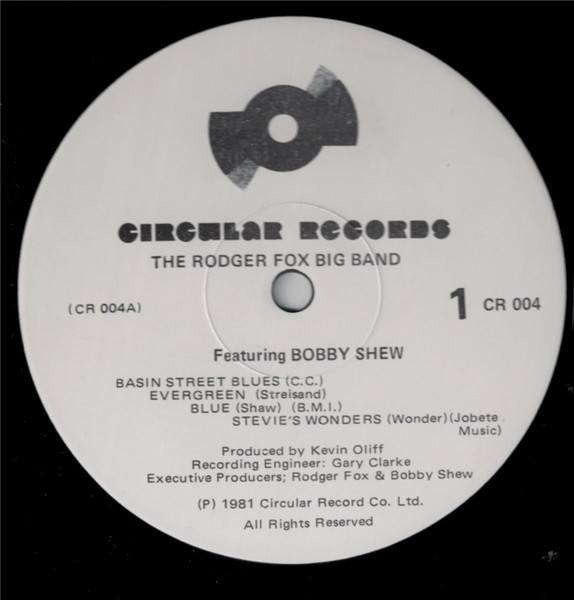 CIRCULAR RECORDS
THE RODGER FOX BIG BAND
(CR 004A)
1 CR 004
Featuring BOBBY SHEW
BASIN STREET BLUES (C.C.)
EVERGREEN (Streisand)
BLUE (Shaw) (B.M.I.)
STEVIE'S WONDERS (Wonder)(Jobete
Music)
Produced by Kevin Oliff
Recording Engineer: Gary Clarke
Executive Producers; Rodger Fox & Bobby Shew
(P) 1981 Circular Record Co. Ltd.
All Rights Reserved